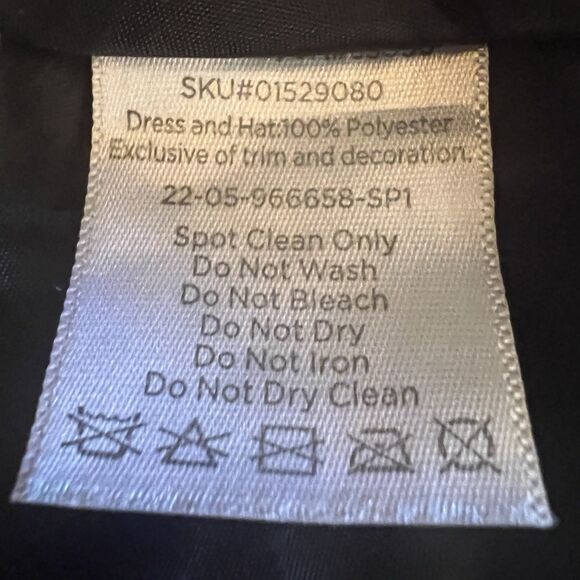 SKU#01529080
Dress and Hat:100% Polyester
Exclusive of trim and decoration.
22-05-966658-SP1
Spot Clean Only
Do Not Wash
Do Not Bleach
Do Not Dry
Do Not Iron
Do Not Dry Clean